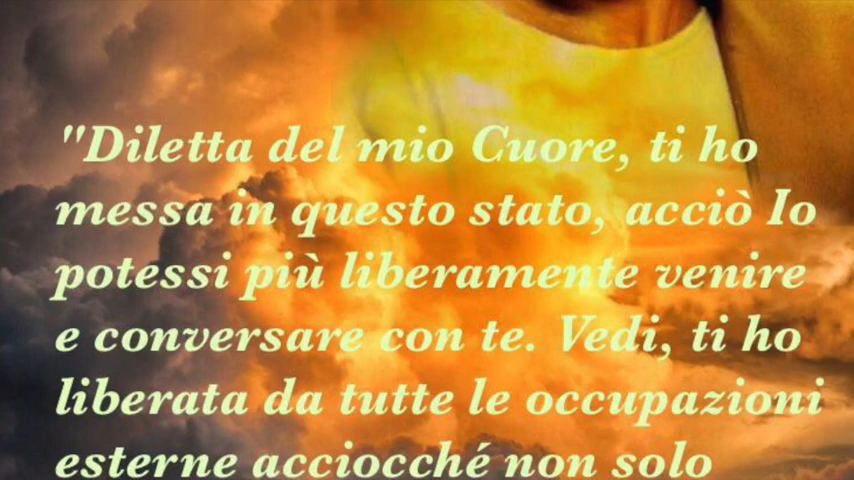 "Diletta del mio Cuore, ti ho
messa in questo stato, acciò Io
potessi più liberamente venire
e conversare con te. Vedi, ti ho
liberata da tutte le occupazioni
esterne acciocché non solo